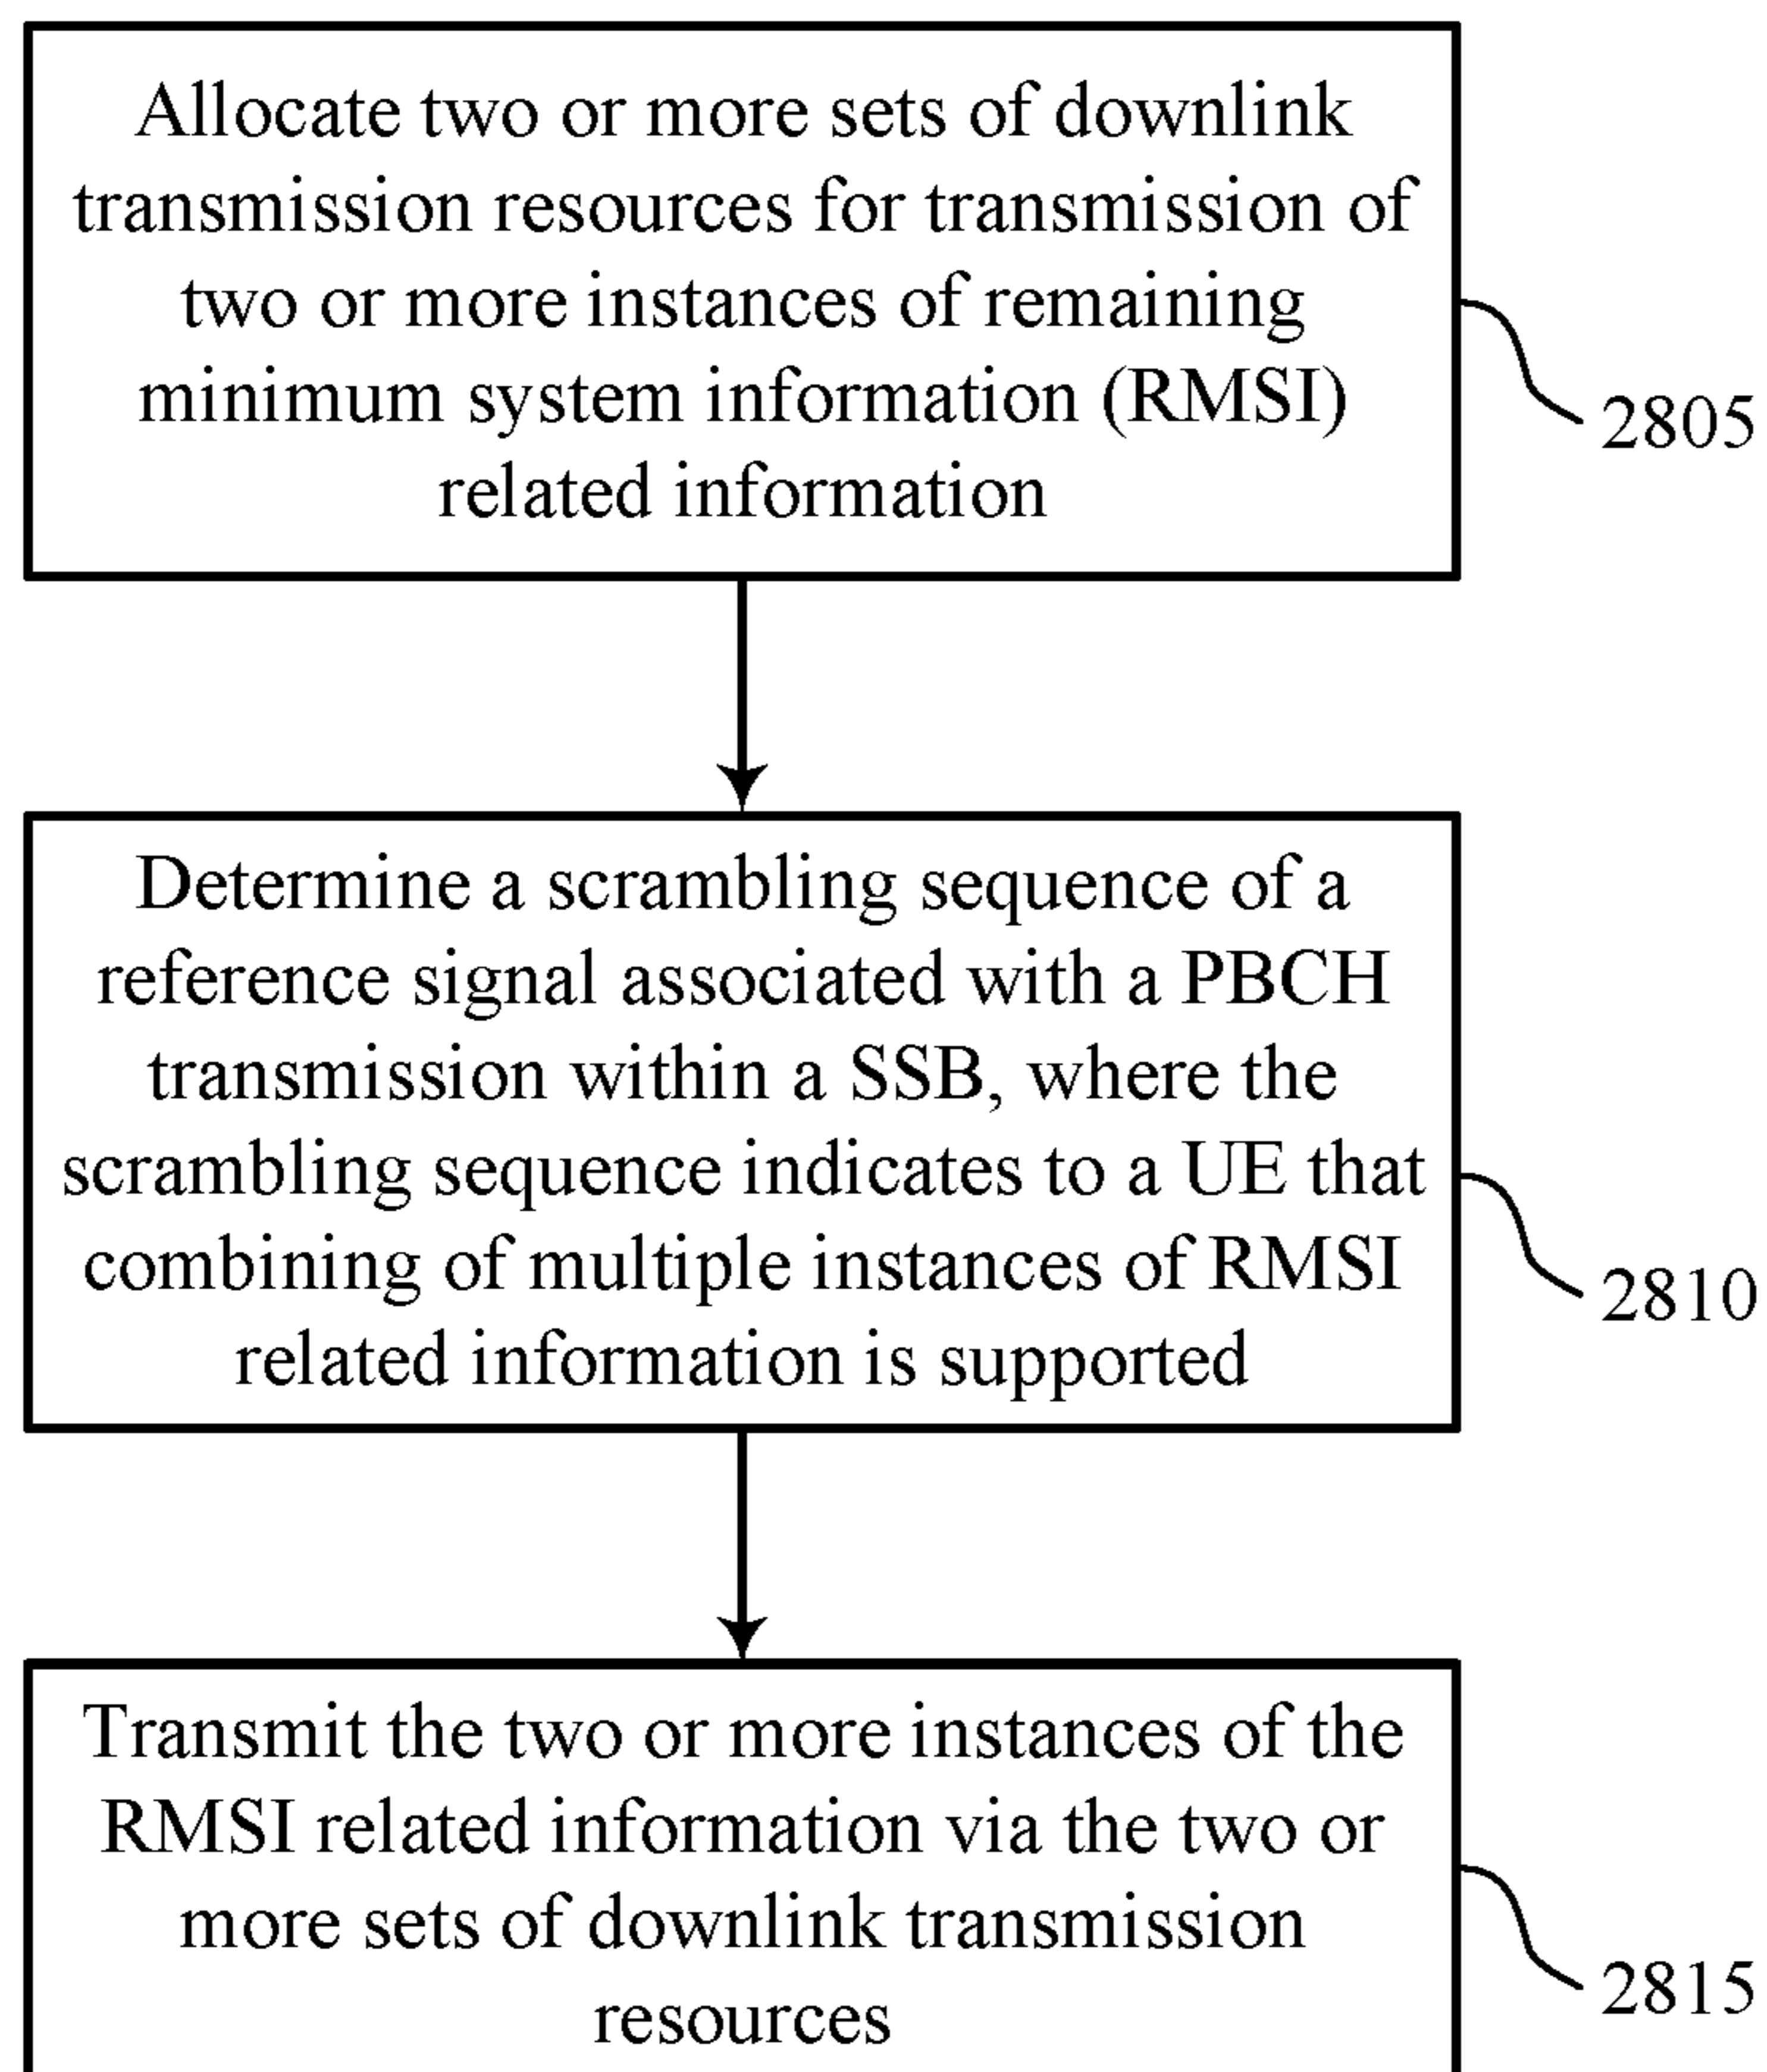 Allocate two or more sets of downlink
transmission resources for transmission of
two or more instances of remaining
minimum system information (RMSI)
related information
2805
Determine a scrambling sequence of a
reference signal associated with a PBCH
transmission within a SSB, where the
scrambling sequence indicates to a UE that
combining of multiple instances of RMSI
related information is supported
2810
Transmit the two or more instances of the
RMSI related information via the two or
more sets of downlink transmission
resources
2815